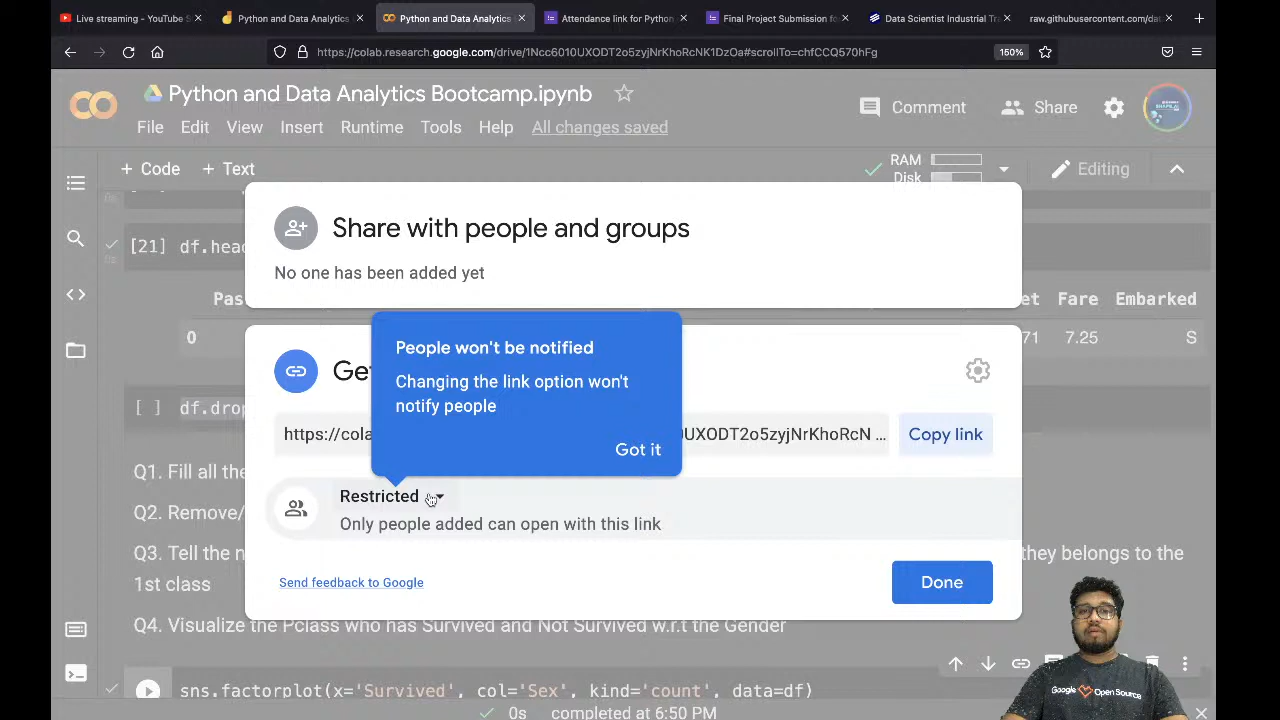 Live streaming - YouTube S
Python and Data Analytics
Python and Data Analytics
Attendance link for Python
Final Project Submission fo
Data Scientist Industrial Tr
raw.githubusercontent.com/dat
https://colab.research.google.com/drive/1Ncc6010UXODT2o5zyjNrKhoRcNK1DzOa#scrollTo=chfCCQ570hFg
150%
Python and Data Analytics Bootcamp.ipynb
Comment
Share
File Edit View Insert Runtime Tools Help All changes saved
+ Code + Text
RAM
Disk
Editing
Share with people and groups
No one has been added yet
[21] df.head
Pas
et Fare Embarked
0
71 7.25 S
People won't be notified
Changing the link option won't
notify people
Got it
Get
https://cola
UXODT2o5zyjNrKhoRcN ...
Copy link
[ ] df.drop
Restricted
Only people added can open with this link
Q1. Fill all the
Q2. Remove/
Q3. Tell the n
they belongs to the
1st class
Send feedback to Google
Done
Q4. Visualize the Pclass who has Survived and Not Survived w.r.t the Gender
sns.factorplot(x='Survived', col='Sex', kind='count', data=df)
0s completed at 6:50 PM
Google Open Source